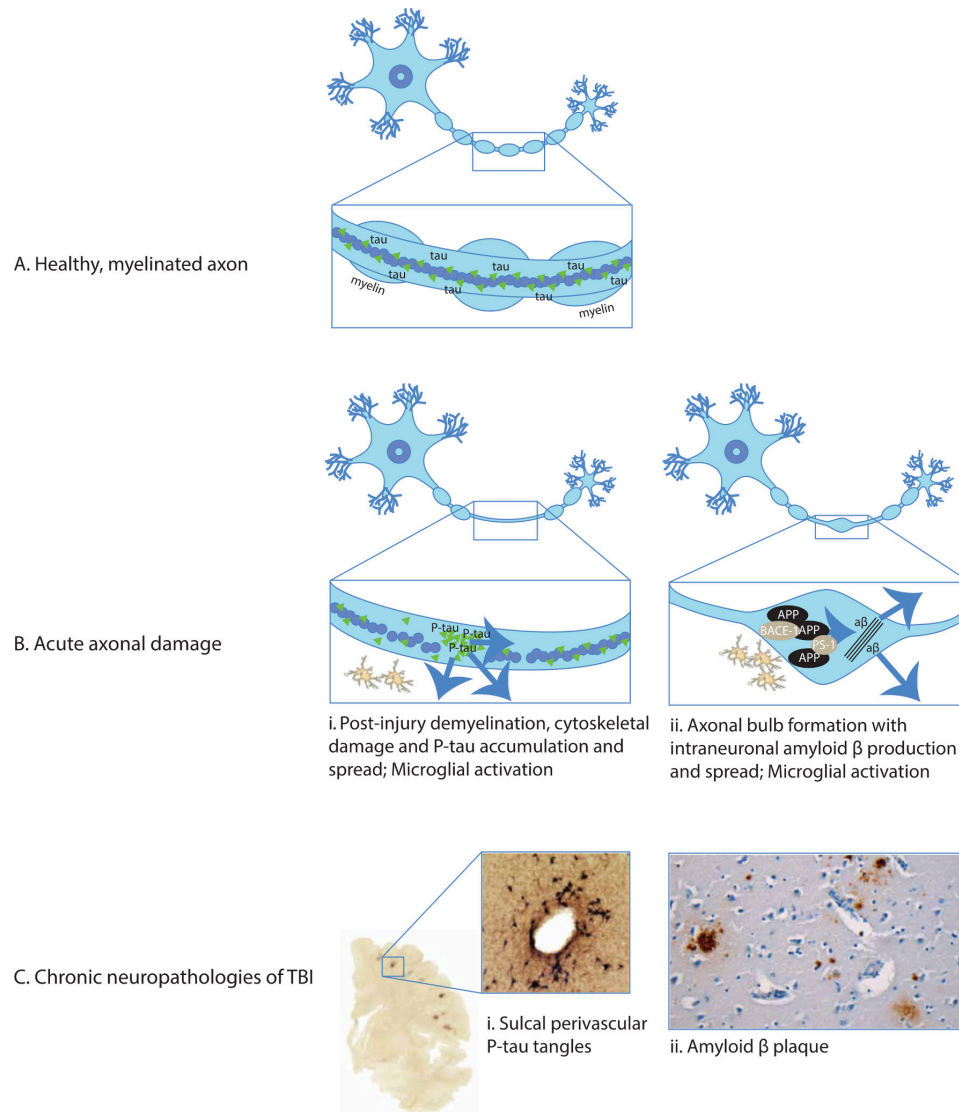 tau
tau
tau
tau
tau
tau
tau
tau
tau
myelin
myelin
A. Healthy, myelinated axon
P-tau
P-tau
P-tau
APP
BACE-1
APP
PS-1
APP
aβ
aβ
B. Acute axonal damage
i. Post-injury demyelination, cytoskeletal
damage and P-tau accumulation and
spread; Microglial activation
ii. Axonal bulb formation with
intraneuronal amyloid β production
and spread; Microglial activation
C. Chronic neuropathologies of TBI
i. Sulcal perivascular
P-tau tangles
ii. Amyloid β plaque